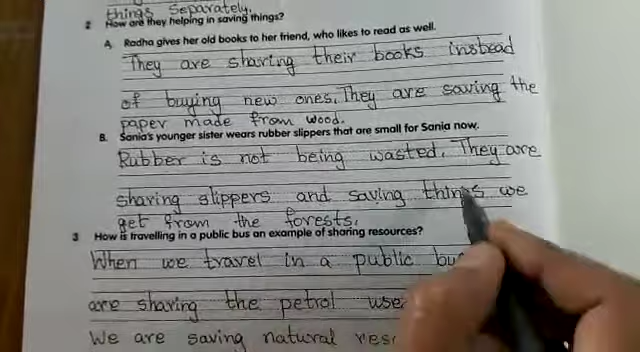 things separately.
2 How are they helping in saving things?
A. Radha gives her old books to her friend, who likes to read as well.
They are sharing their books instead
of buying new ones. They are saving the
paper made from wood.
B. Sania's younger sister wears rubber slippers that are small for Sania now.
Rubber is not being wasted. They are
sharing slippers and saving things we
get from the forests.
3 How is travelling in a public bus an example of sharing resources?
When we travel in a public
are sharing the petrol
We are saving natural